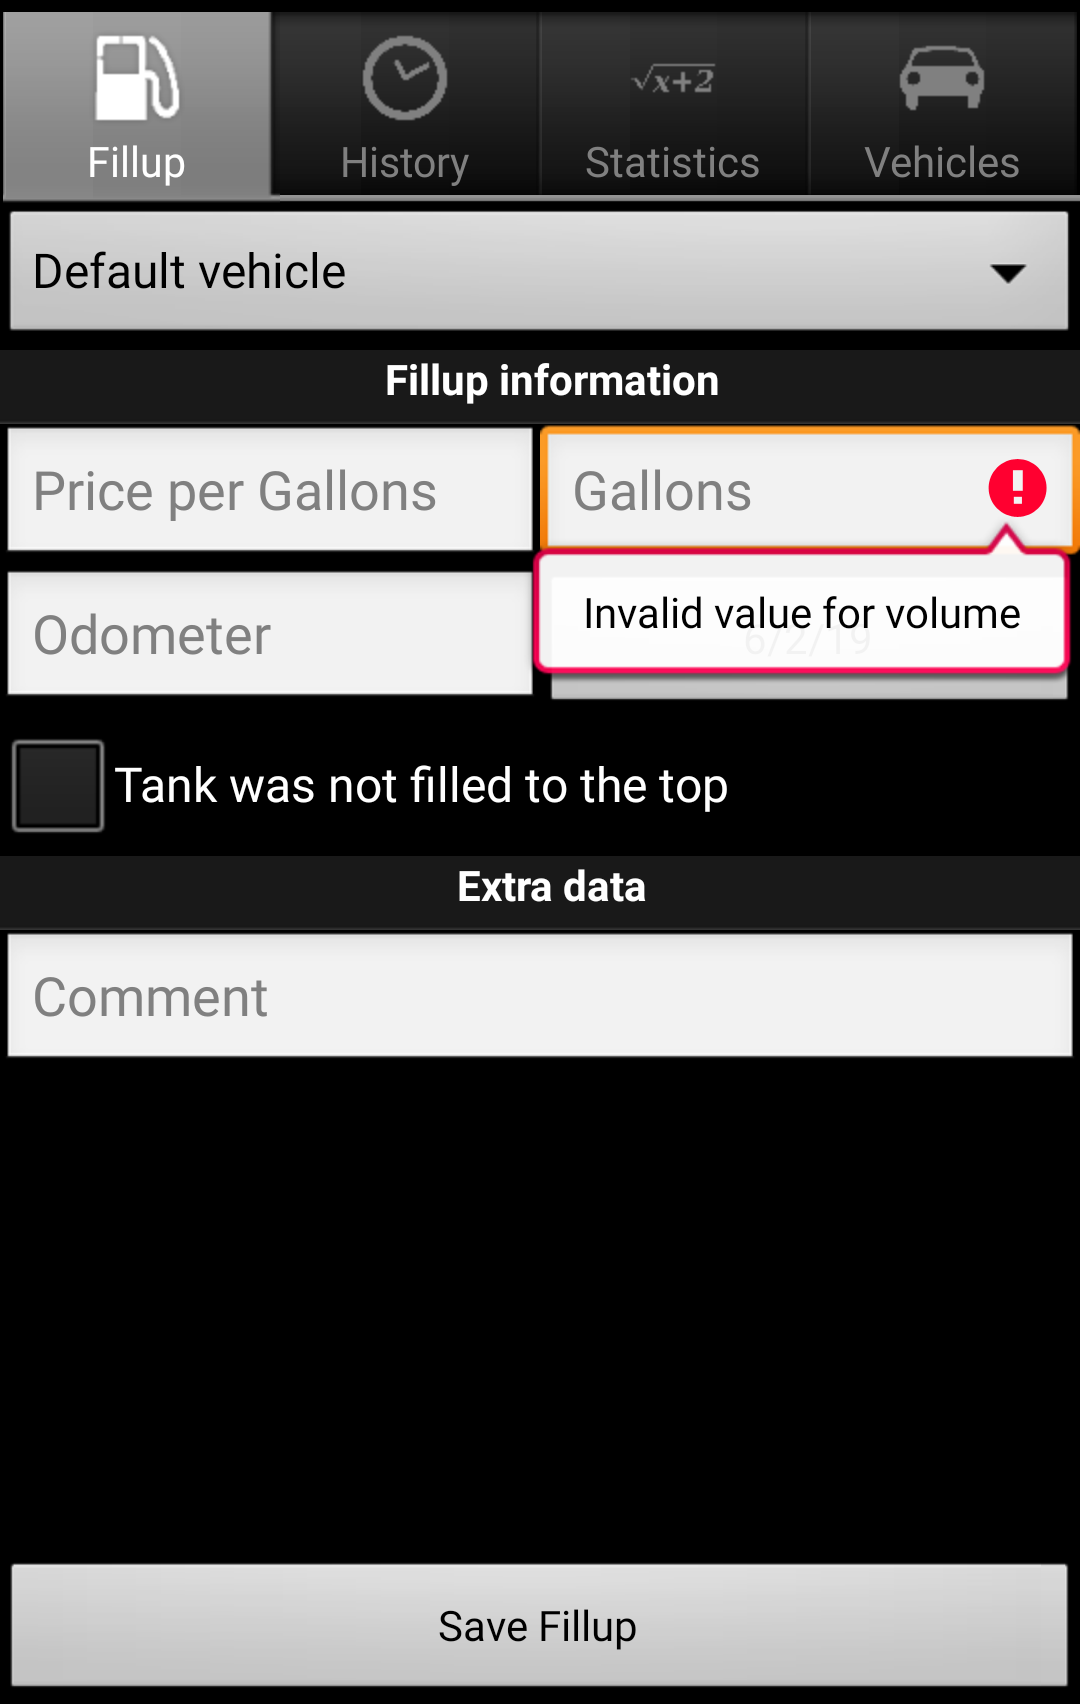 Fillup
History
√x+2
Statistics
Vehicles
Default vehicle
Fillup information
Price per Gallons
Gallons
Odometer
Invalid value for volume
6/2/19
Tank was not filled to the top
Extra data
Comment
Save Fillup